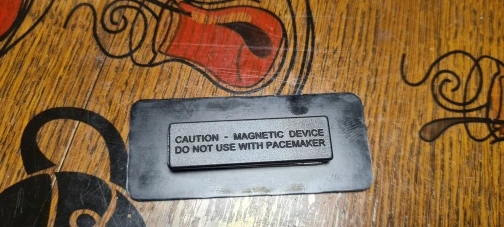 CAUTION - MAGNETIC DEVICE
DO NOT USE WITH PACEMAKER